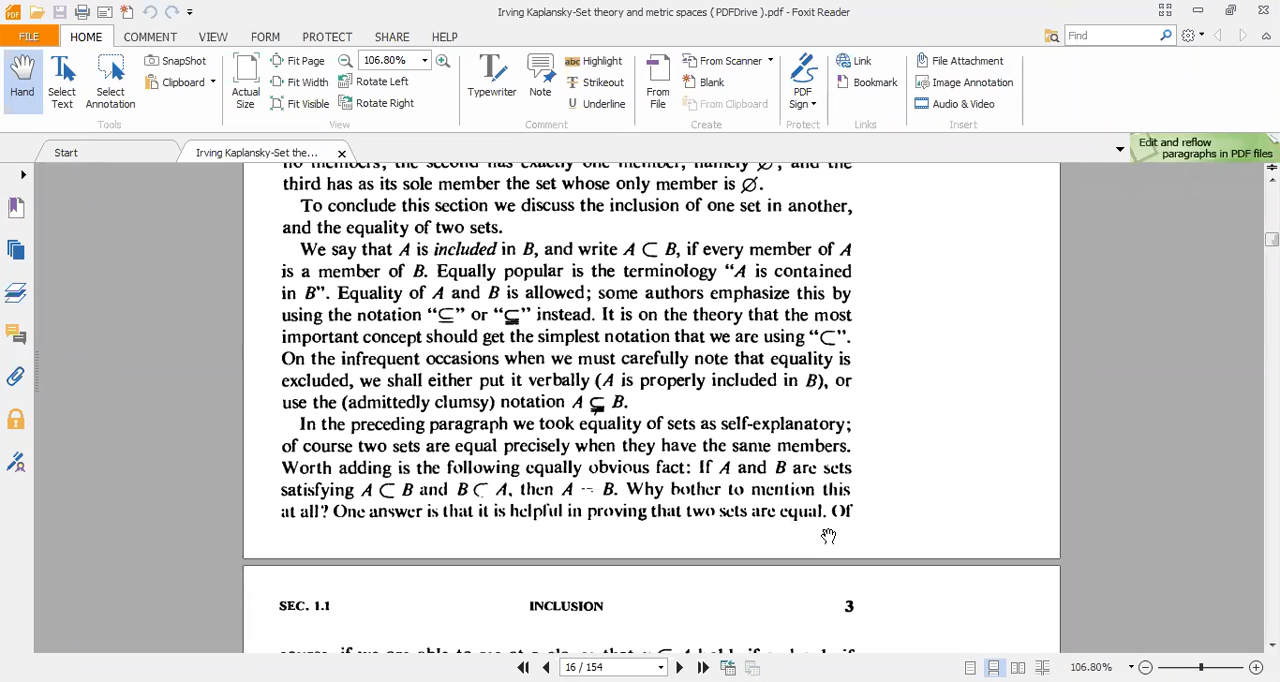 Irving Kaplansky-Set theory and metric spaces ( PDFDrive ).pdf - Foxit Reader
FILE HOME COMMENT VIEW FORM PROTECT SHARE HELP Find
Hand Select Text Select Annotation SnapShot Clipboard Actual Size Fit Page Fit Width Fit Visible 106.80% Rotate Left Rotate Right Typewriter Note Highlight Strikeout Underline From File From Scanner Blank From Clipboard PDF Sign Link Bookmark File Attachment Image Annotation Audio & Video
Tools View Comment Create Protect Links Insert
Start Irving Kaplansky-Set the... Edit and reflow paragraphs in PDF files
no members, the second has exactly one member, namely ∅, and the
third has as its sole member the set whose only member is ∅.
To conclude this section we discuss the inclusion of one set in another,
and the equality of two sets.
We say that A is included in B, and write A ⊂ B, if every member of A
is a member of B. Equally popular is the terminology “A is contained
in B”. Equality of A and B is allowed; some authors emphasize this by
using the notation “⊆” or “⫅” instead. It is on the theory that the most
important concept should get the simplest notation that we are using “⊂”.
On the infrequent occasions when we must carefully note that equality is
excluded, we shall either put it verbally (A is properly included in B), or
use the (admittedly clumsy) notation A ⊊ B.
In the preceding paragraph we took equality of sets as self-explanatory;
of course two sets are equal precisely when they have the same members.
Worth adding is the following equally obvious fact: If A and B are sets
satisfying A ⊂ B and B ⊂ A, then A = B. Why bother to mention this
at all? One answer is that it is helpful in proving that two sets are equal. Of
SEC. 1.1 INCLUSION 3
16 / 154 106.80%